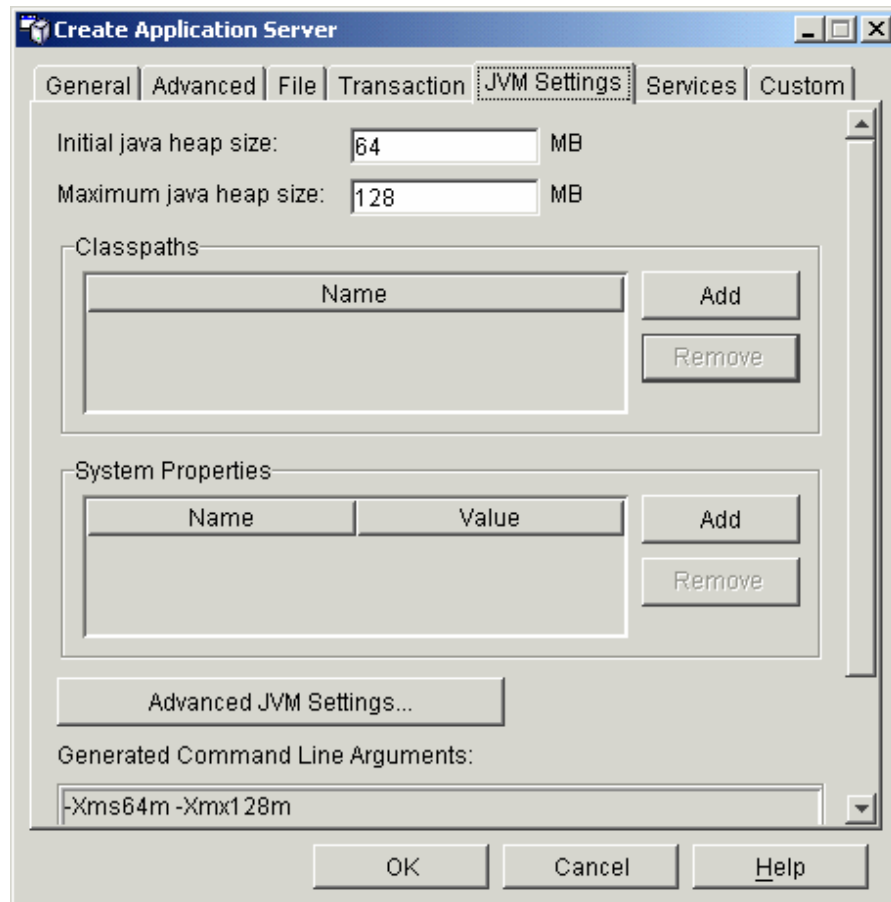 Create Application Server
General Advanced File Transaction JVM Settings Services Custom
Initial java heap size: 64 MB
Maximum java heap size: 128 MB
Classpaths
Name Add
Remove
System Properties
Name Value Add
Remove
Advanced JVM Settings...
Generated Command Line Arguments:
-Xms64m -Xmx128m
OK Cancel Help